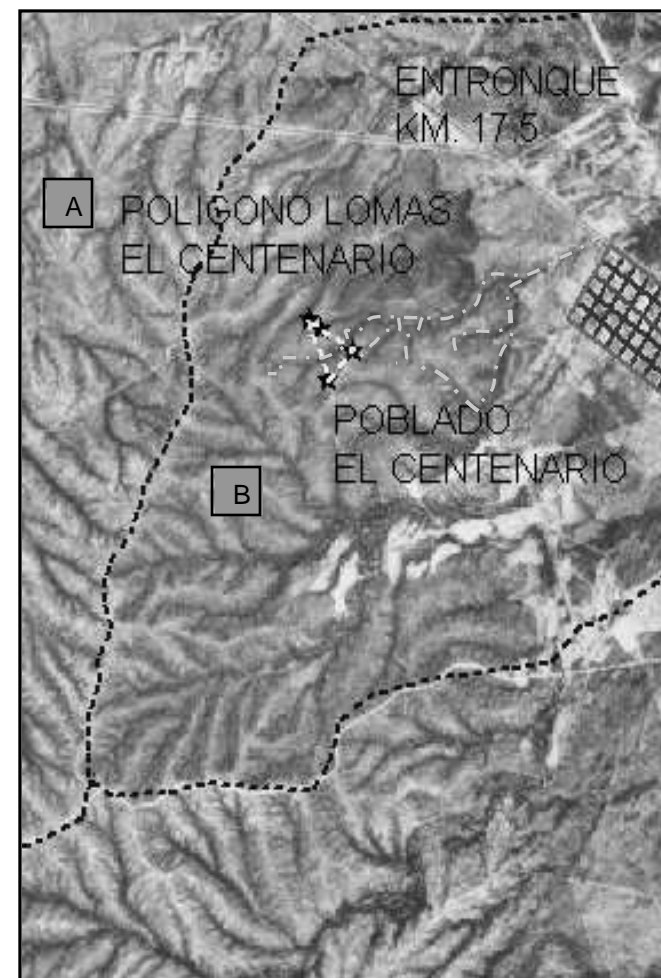 ENTRONQUE
KM. 17.5
A
POLIGONO LOMAS
EL CENTENARIO
POBLADO
EL CENTENARIO
B